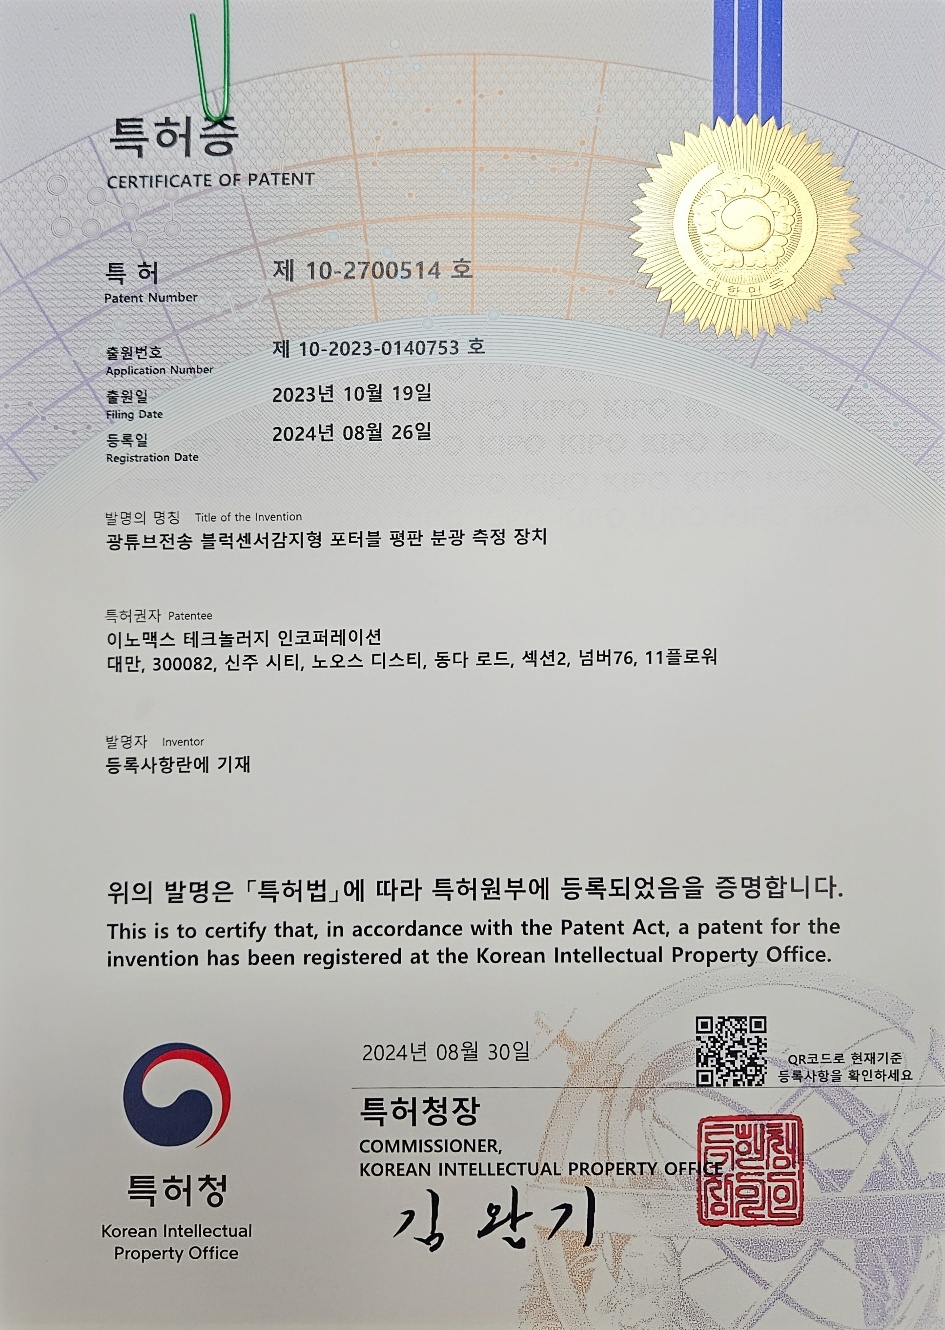 특허증
CERTIFICATE OF PATENT
대한민국
특 허 제 10-2700514 호
Patent Number
출원번호 제 10-2023-0140753 호
Application Number
출원일 2023년 10월 19일
Filing Date
등록일 2024년 08월 26일
Registration Date
발명의 명칭 Title of the Invention
광튜브전송 블럭센서감지형 포터블 평판 분광 측정 장치
특허권자 Patentee
이노맥스 테크놀러지 인코퍼레이션
대만, 300082, 신주 시티, 노오스 디스티, 동다 로드, 섹션2, 넘버76, 11플로워
발명자 Inventor
등록사항란에 기재
위의 발명은 「특허법」에 따라 특허원부에 등록되었음을 증명합니다.
This is to certify that, in accordance with the Patent Act, a patent for the
invention has been registered at the Korean Intellectual Property Office.
2024년 08월 30일
QR코드로 현재기준
등록사항을 확인하세요
특허청장
COMMISSIONER,
KOREAN INTELLECTUAL PROPERTY OFFICE
김완기
특허청
Korean Intellectual
Property Office
특허청
장의인